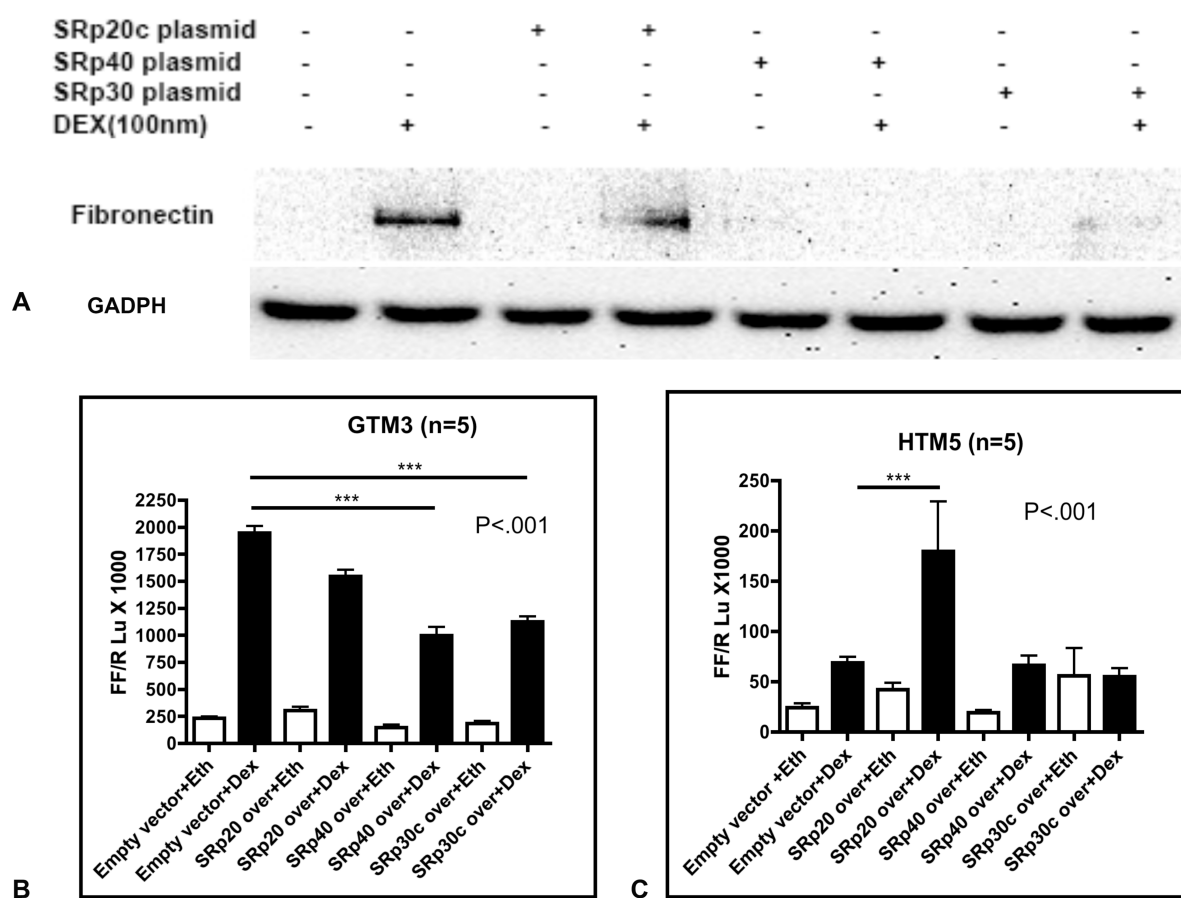 SRp20c plasmid - - + + - - - -
SRp40 plasmid - - - - + + - -
SRp30 plasmid - - - - - - + +
DEX(100nm) - + - + - + - +
Fibronectin
A GADPH
GTM3 (n=5)
***
***
P<.001
FF/R Lu X 1000
2250
2000
1750
1500
1250
1000
750
500
250
0
Empty vector+Eth
Empty vector+Dex
SRp20 over+Eth
SRp20 over+Dex
SRp40 over+Eth
SRp40 over+Dex
SRp30c over+Eth
SRp30c over+Dex
B
HTM5 (n=5)
***
P<.001
FF/R Lu X1000
250
200
150
100
50
0
Empty vector +Eth
Empty vector+Dex
SRp20 over+Eth
SRp20 over+Dex
SRp40 over+Eth
SRp40 over+Dex
SRp30c over+Eth
SRp30c over+Dex
C